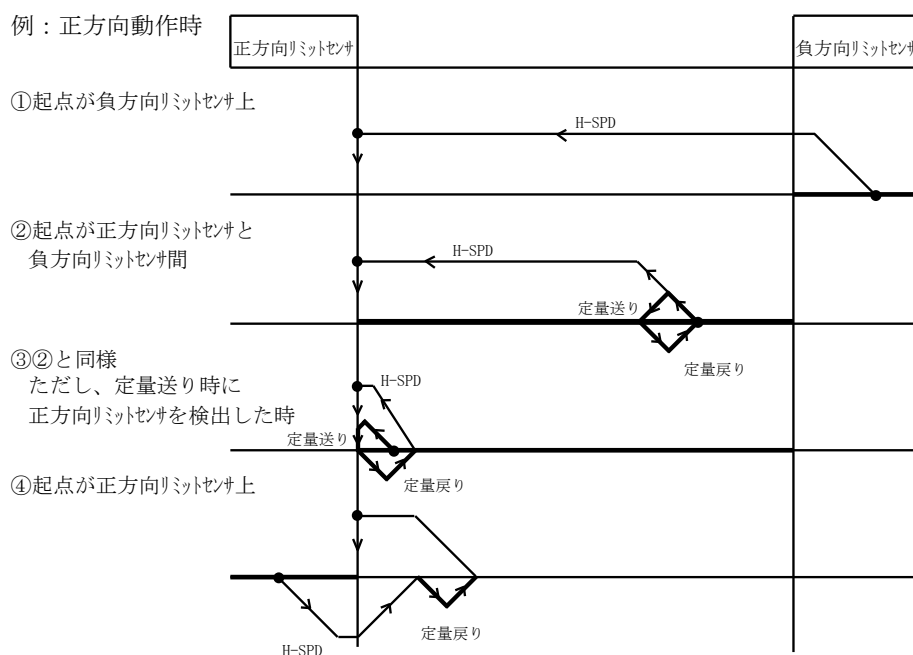 例：正方向動作時
正方向ﾘﾐｯﾄｾﾝｻ
負方向ﾘﾐｯﾄｾﾝｻ
①起点が負方向ﾘﾐｯﾄｾﾝｻ上
H-SPD
②起点が正方向ﾘﾐｯﾄｾﾝｻと
負方向ﾘﾐｯﾄｾﾝｻ間
H-SPD
定量送り
定量戻り
③②と同様
ただし、定量送り時に
正方向ﾘﾐｯﾄｾﾝｻを検出した時
H-SPD
定量送り
定量戻り
④起点が正方向ﾘﾐｯﾄｾﾝｻ上
定量戻り
H-SPD